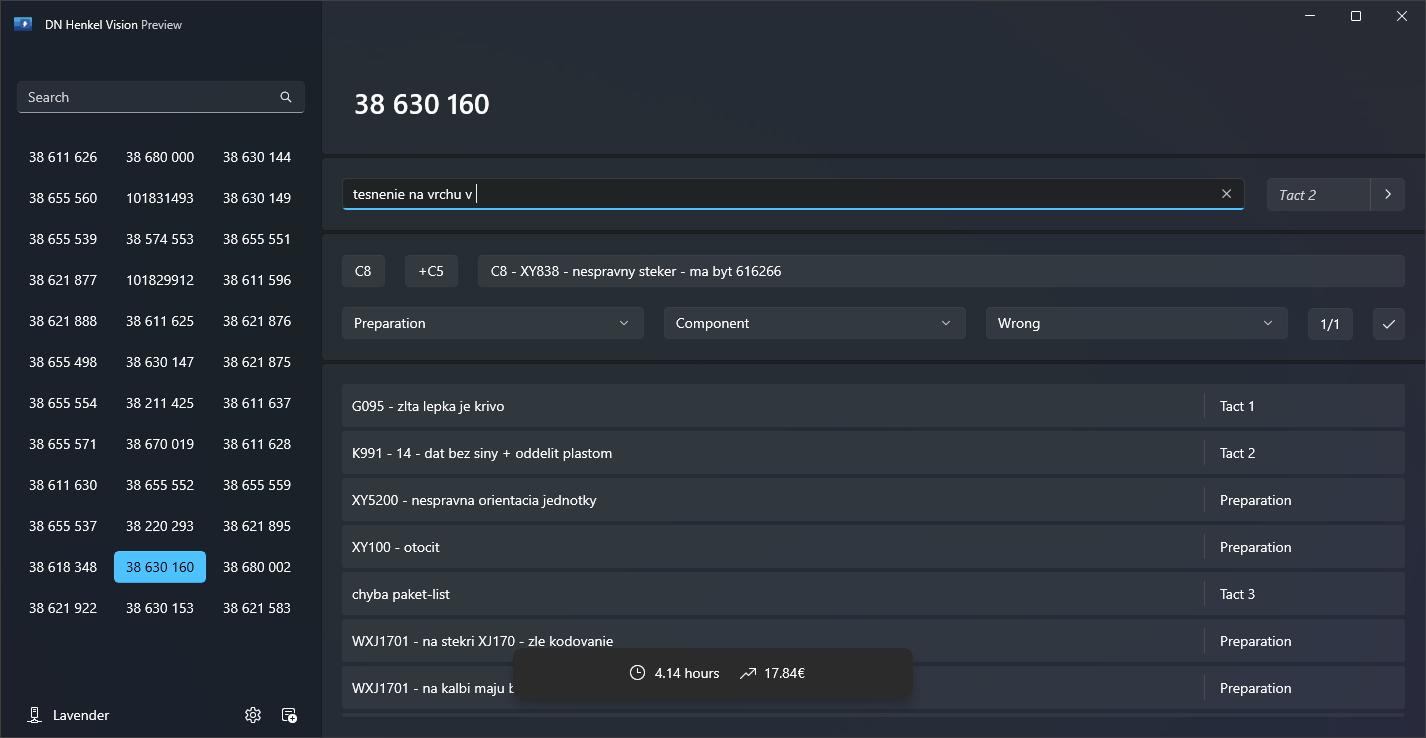 DN Henkel Vision Preview
Search
38 611 626 38 680 000 38 630 144
38 655 560 101831493 38 630 149
38 655 539 38 574 553 38 655 551
38 621 877 101829912 38 611 596
38 621 888 38 611 625 38 621 876
38 655 498 38 630 147 38 621 875
38 655 554 38 211 425 38 611 637
38 655 571 38 670 019 38 611 628
38 611 630 38 655 552 38 655 559
38 655 537 38 220 293 38 621 895
38 618 348 38 630 160 38 680 002
38 621 922 38 630 153 38 621 583
Lavender
38 630 160
tesnenie na vrchu v
Tact 2
C8 +C5 C8 - XY838 - nespravny steker - ma byt 616266
Preparation Component Wrong 1/1
G095 - zlta lepka je krivo Tact 1
K991 - 14 - dat bez siny + oddelit plastom Tact 2
XY5200 - nespravna orientacia jednotky Preparation
XY100 - otocit Preparation
chyba paket-list Tact 3
WXJ1701 - na stekri XJ170 - zle kodovanie Preparation
WXJ1701 - na kalbi maju Preparation
4.14 hours 17.84€